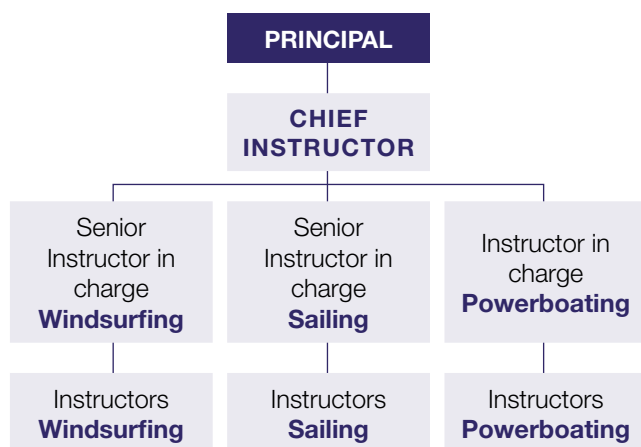 PRINCIPAL
CHIEF
INSTRUCTOR
Senior
Instructor in
charge
Windsurfing
Senior
Instructor in
charge
Sailing
Instructor in
charge
Powerboating
Instructors
Windsurfing
Instructors
Sailing
Instructors
Powerboating